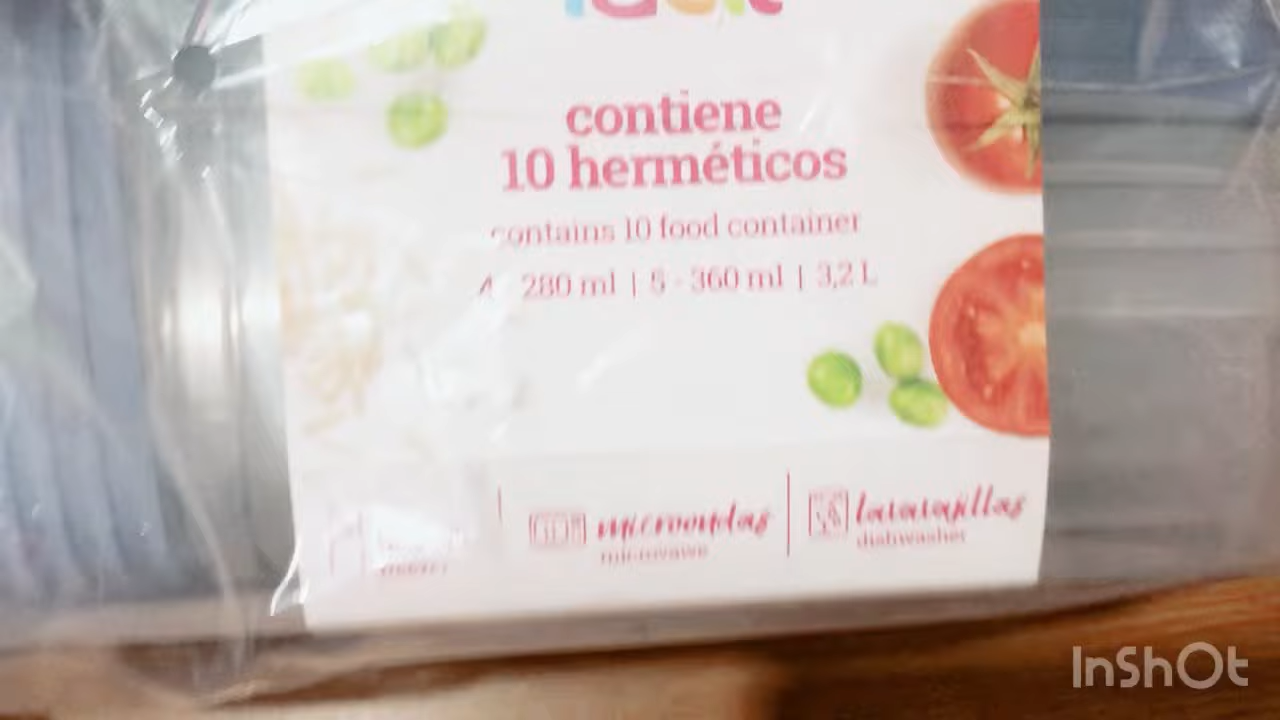 contiene
10 herméticos
contains 10 food container
4 280 ml | 5 - 360 ml | 3,2 L
microondas
microwave
lavavajillas
dishwasher
InShOt